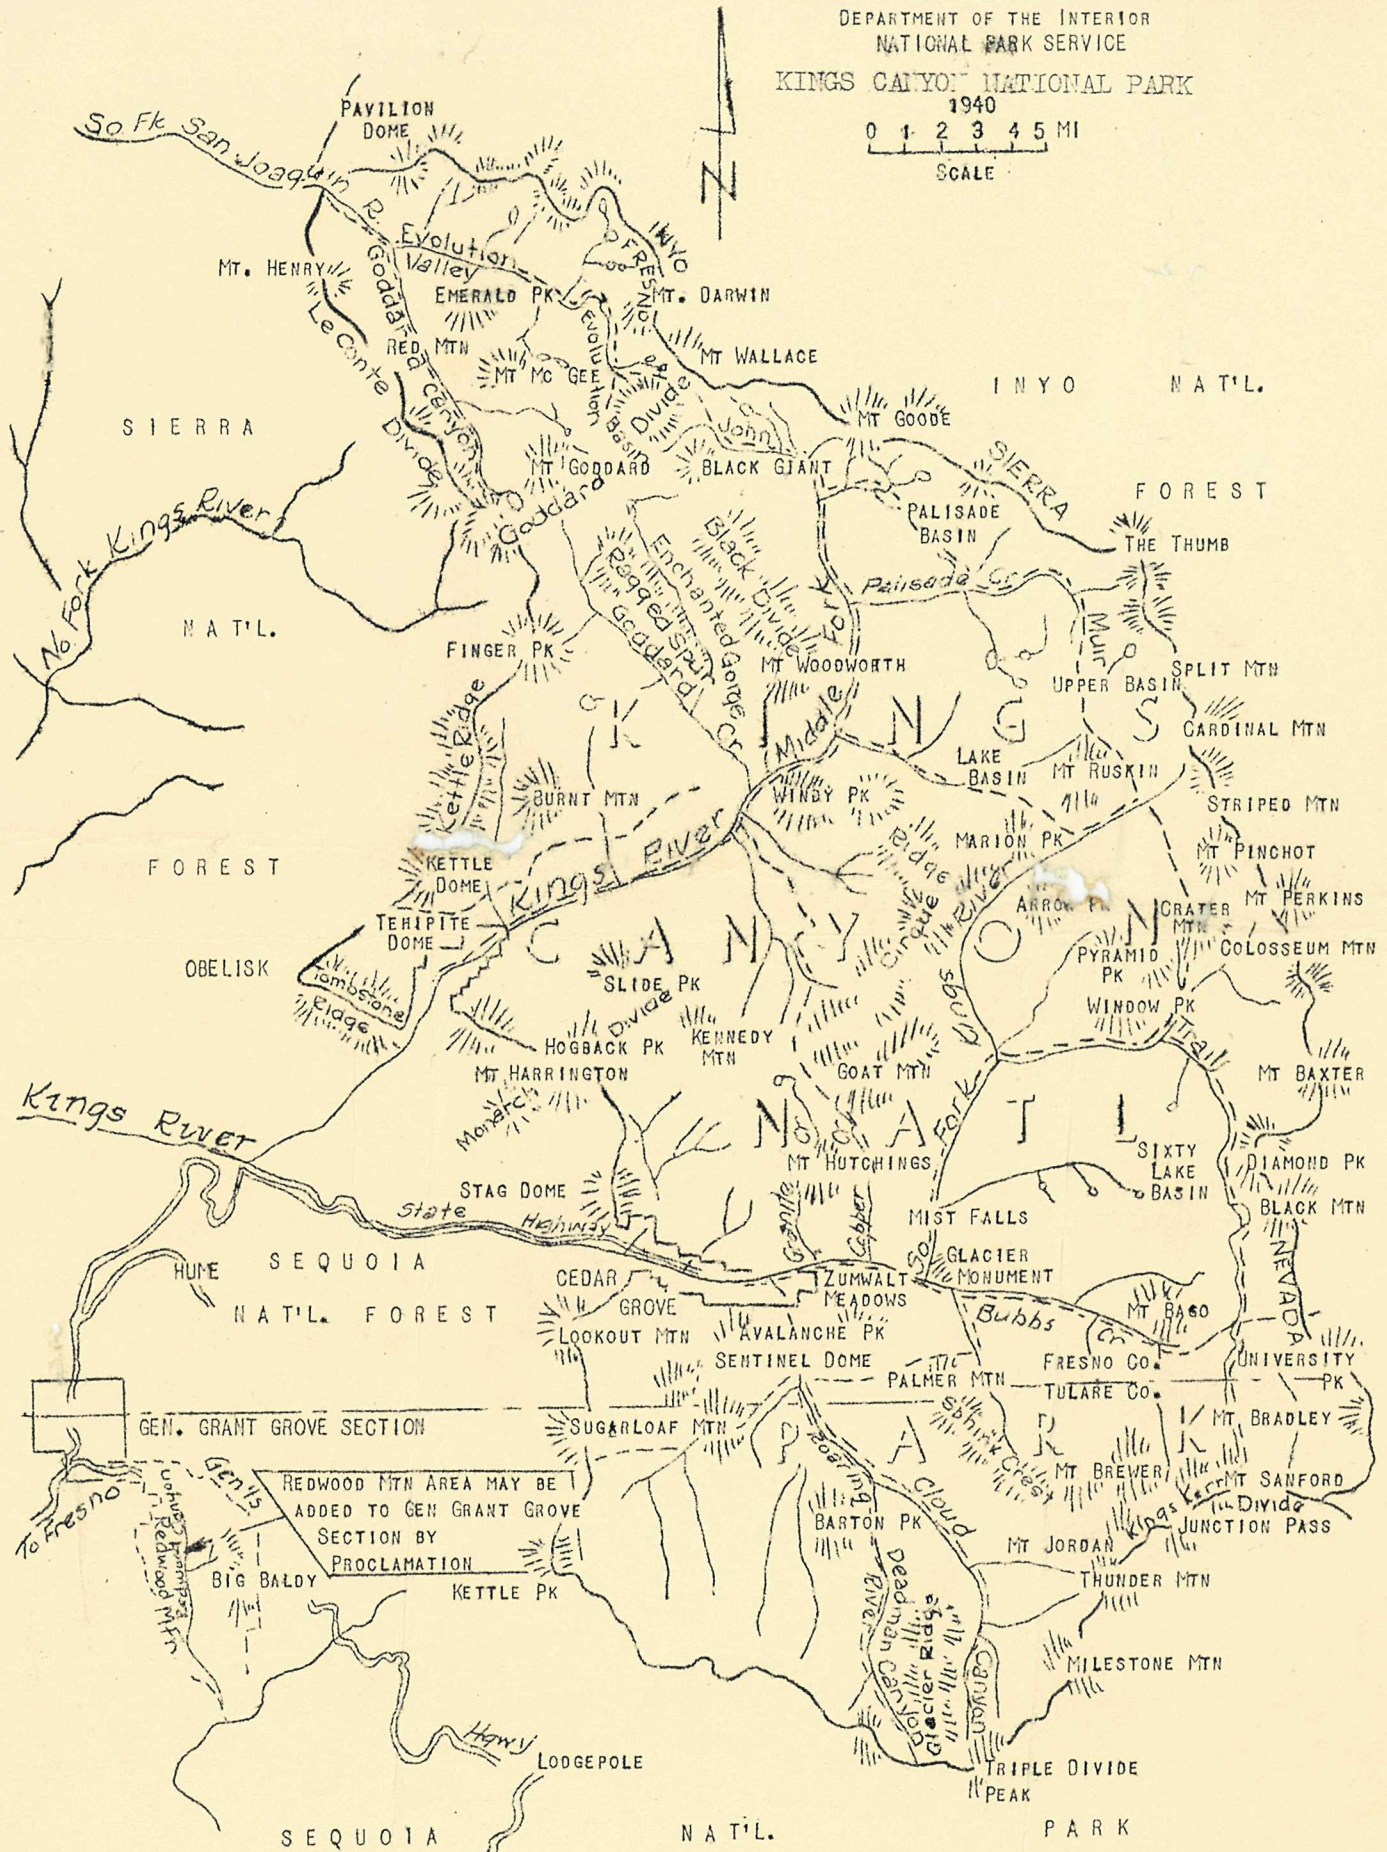 DEPARTMENT OF THE INTERIOR
NATIONAL PARK SERVICE
KINGS CANYON NATIONAL PARK
1940
0 1 2 3 4 5 MI
SCALE
N
PAVILION
DOME
So Fk San Joaquin R.
Evolution
Valley
INYO
FRESNO
MT. HENRY
Goddard Canyon
EMERALD PK
MT. DARWIN
Le Conte
Divide
RED MTN
MT MC GEE
Evolution Basin
MT WALLACE
Divide
INYO NAT'L.
MT GOODE
SIERRA
John
MT GODDARD
BLACK GIANT
SIERRA
FOREST
Goddard
PALISADE
BASIN
THE THUMB
No. Fork Kings River
Black Divide
Enchanted Gorge
Ragged Spur
Goddard Cr
Palisade Cr
Fork
Muir
NAT'L.
FINGER PK
MT WOODWORTH
SPLIT MTN
UPPER BASIN
Kettle Ridge
KINGS
Middle
CARDINAL MTN
LAKE
BASIN
MT RUSKIN
BURNT MTN
WINDY PK
STRIPED MTN
Kings River
Cirque Ridge
MARION PK
MT PINCHOT
FOREST
KETTLE
DOME
River
ARROW PK
CRATER
MTN
MT PERKINS
TEHIPITE
DOME
CANYON
PYRAMID
PK
COLOSSEUM MTN
OBELISK
Tombstone
Ridge
SLIDE PK
Divide
WINDOW PK
Kings
HOGBACK PK
KENNEDY
MTN
Trail
MT HARRINGTON
GOAT MTN
MT BAXTER
Monarch
Kings River
Fork
NATL
MT HUTCHINGS
SIXTY
LAKE
BASIN
DIAMOND PK
STAG DOME
BLACK MTN
State Highway
Granite
Copper
MIST FALLS
So
SEQUOIA
HUME
CEDAR
GROVE
ZUMWALT
MEADOWS
GLACIER
MONUMENT
NEVADA
NAT'L. FOREST
Bubbs Cr
MT BAGO
LOOKOUT MTN
AVALANCHE PK
SENTINEL DOME
FRESNO CO.
TULARE CO.
UNIVERSITY
PK
PALMER MTN
GEN. GRANT GROVE SECTION
SUGARLOAF MTN
PARK
Sphinx Crest
MT BRADLEY
Gen'ls
To Fresno
REDWOOD MTN AREA MAY BE
ADDED TO GEN GRANT GROVE
SECTION BY
PROCLAMATION
Roaring
River
MT BREWER
MT SANFORD
Kings Kern
Divide
JUNCTION PASS
Cloud
Canyon
BARTON PK
MT JORDAN
Redwood Mtn
BIG BALDY
KETTLE PK
THUNDER MTN
Deadman Canyon
Glacier Ridge
MILESTONE MTN
Hqwy
LODGEPOLE
TRIPLE DIVIDE
PEAK
SEQUOIA NAT'L. PARK